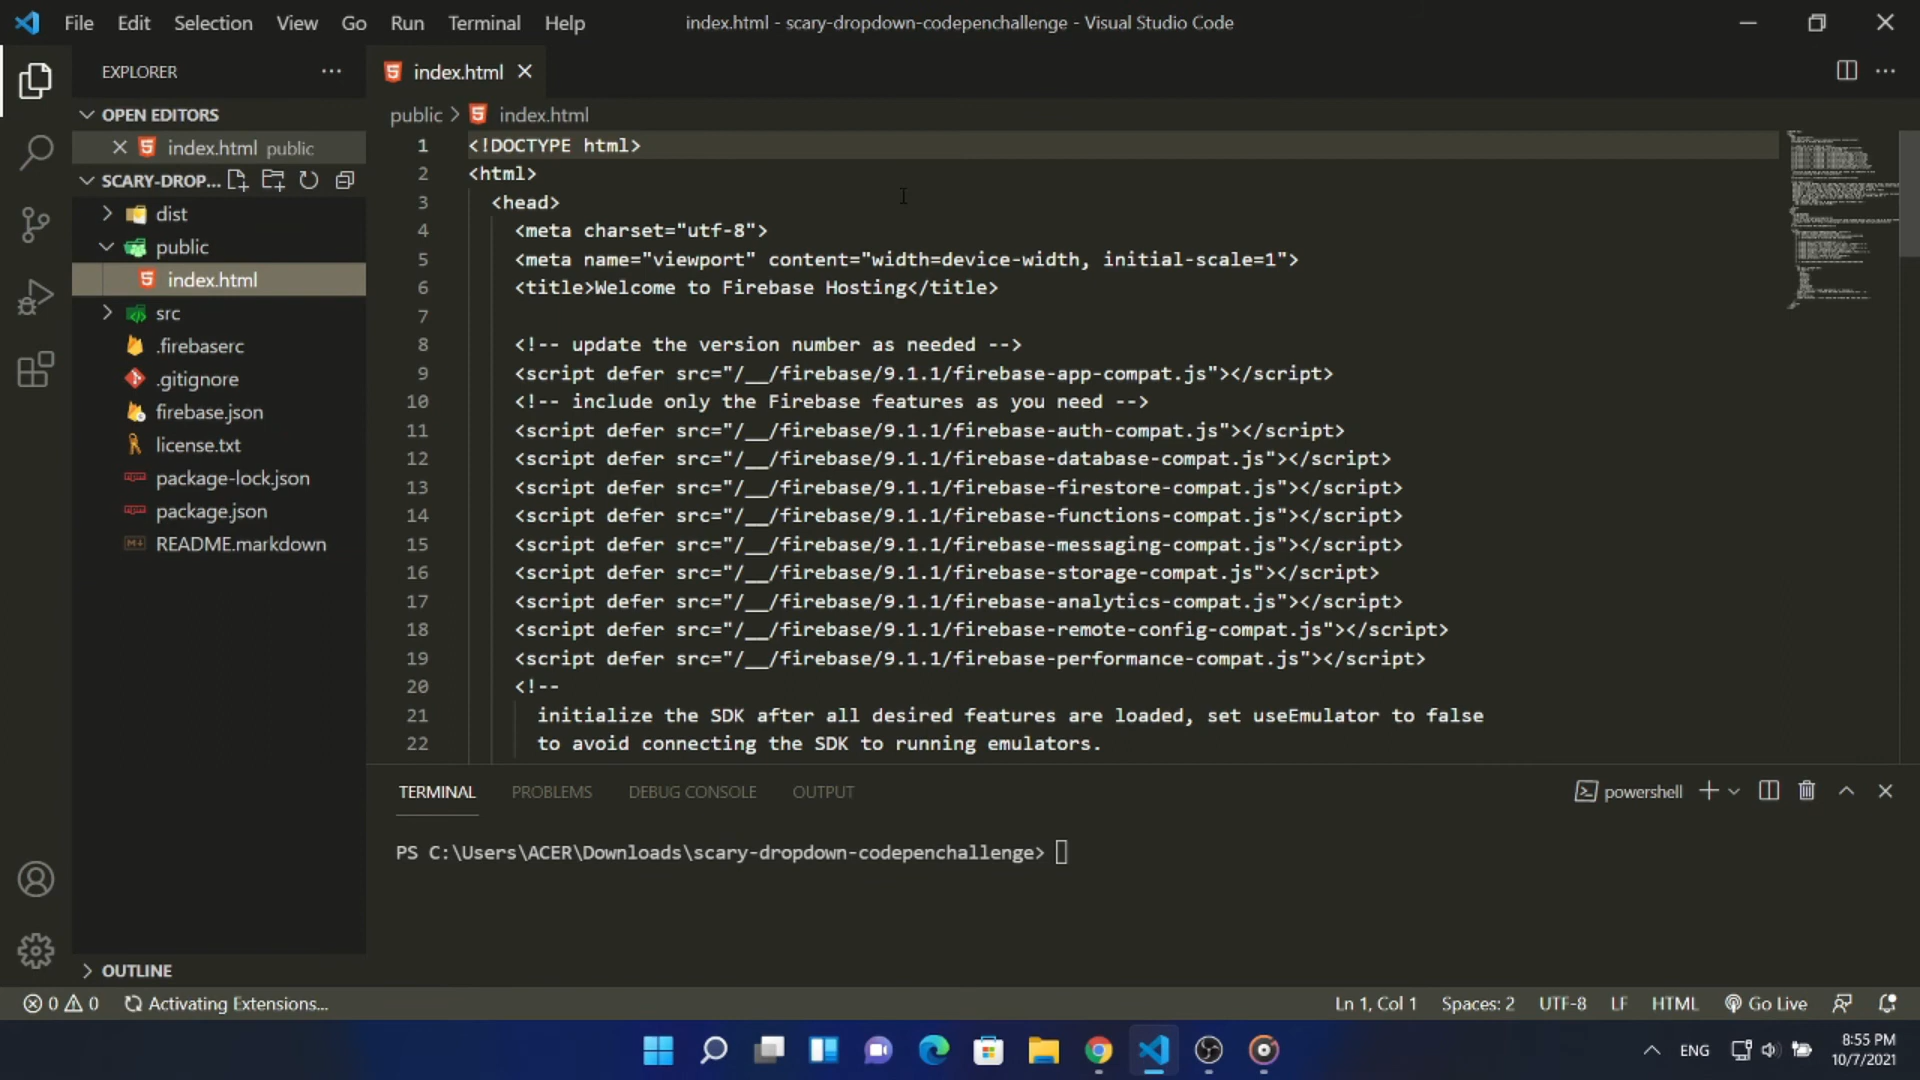 File Edit Selection View Go Run Terminal Help
index.html - scary-dropdown-codepenchallenge - Visual Studio Code
EXPLORER
index.html
OPEN EDITORS
index.html public
SCARY-DROP...
dist
public
index.html
src
.firebaserc
.gitignore
firebase.json
license.txt
package-lock.json
package.json
README.markdown
OUTLINE
public > index.html
1 <!DOCTYPE html>
2 <html>
3 <head>
4 <meta charset="utf-8">
5 <meta name="viewport" content="width=device-width, initial-scale=1">
6 <title>Welcome to Firebase Hosting</title>
7
8 <!-- update the version number as needed -->
9 <script defer src="/__/firebase/9.1.1/firebase-app-compat.js"></script>
10 <!-- include only the Firebase features as you need -->
11 <script defer src="/__/firebase/9.1.1/firebase-auth-compat.js"></script>
12 <script defer src="/__/firebase/9.1.1/firebase-database-compat.js"></script>
13 <script defer src="/__/firebase/9.1.1/firebase-firestore-compat.js"></script>
14 <script defer src="/__/firebase/9.1.1/firebase-functions-compat.js"></script>
15 <script defer src="/__/firebase/9.1.1/firebase-messaging-compat.js"></script>
16 <script defer src="/__/firebase/9.1.1/firebase-storage-compat.js"></script>
17 <script defer src="/__/firebase/9.1.1/firebase-analytics-compat.js"></script>
18 <script defer src="/__/firebase/9.1.1/firebase-remote-config-compat.js"></script>
19 <script defer src="/__/firebase/9.1.1/firebase-performance-compat.js"></script>
20 <!--
21 initialize the SDK after all desired features are loaded, set useEmulator to false
22 to avoid connecting the SDK to running emulators.
TERMINAL PROBLEMS DEBUG CONSOLE OUTPUT
powershell
PS C:\Users\ACER\Downloads\scary-dropdown-codepenchallenge>
0 0 Activating Extensions...
Ln 1, Col 1 Spaces: 2 UTF-8 LF HTML Go Live
ENG
8:55 PM
10/7/2021